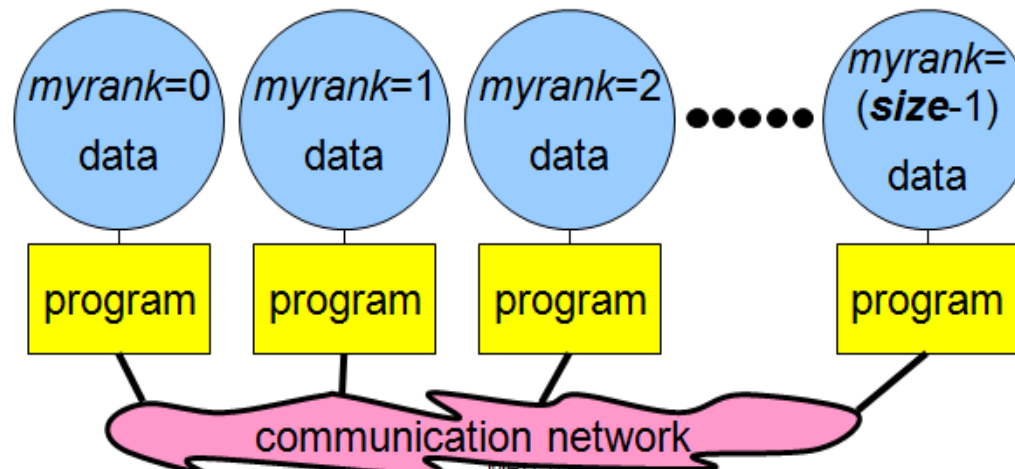 myrank=0
data
myrank=1
data
myrank=2
data
myrank=
(size-1)
data
program
program
program
program
communication network